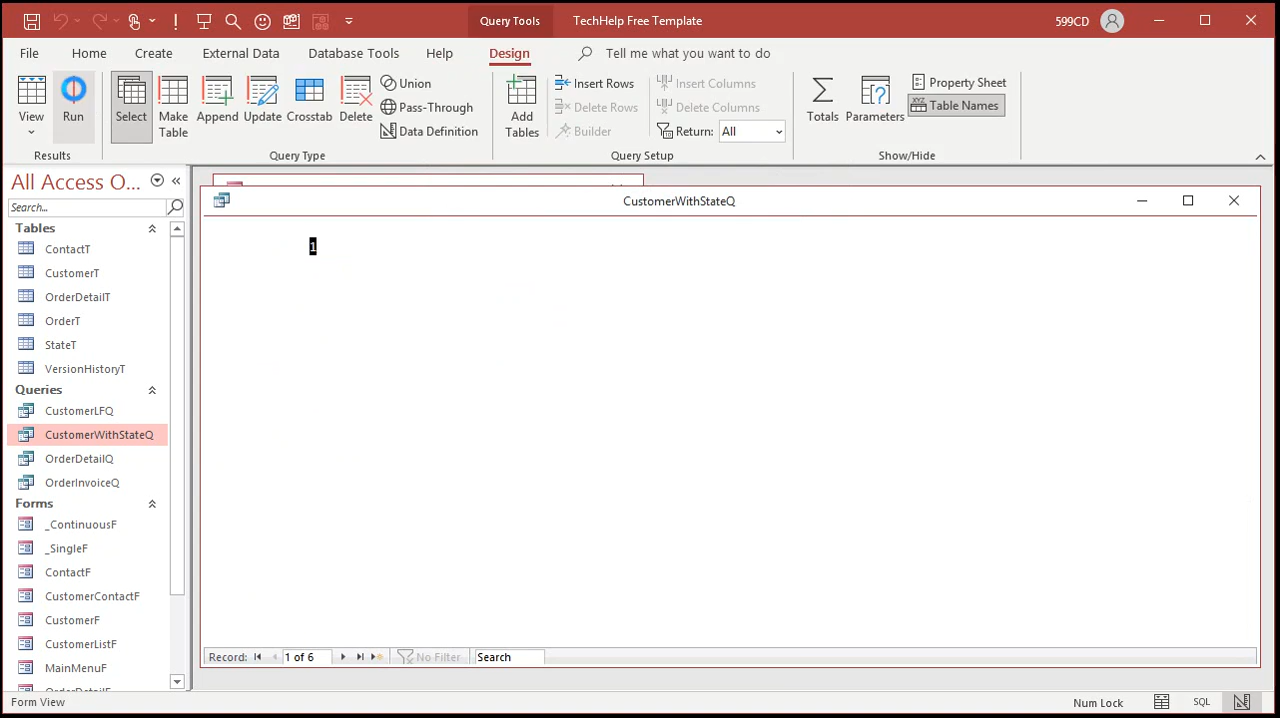 Query Tools
TechHelp Free Template
599CD
File
Home
Create
External Data
Database Tools
Help
Design
Tell me what you want to do
View
Run
Results
Select
Make Table
Append
Update
Crosstab
Delete
Union
Pass-Through
Data Definition
Query Type
Add Tables
Insert Rows
Delete Rows
Builder
Insert Columns
Delete Columns
Return: All
Query Setup
Totals
Parameters
Property Sheet
XYZ Table Names
Show/Hide
All Access O...
Search...
Tables
ContactT
CustomerT
OrderDetailT
OrderT
StateT
VersionHistoryT
Queries
CustomerLFQ
CustomerWithStateQ
OrderDetailQ
OrderInvoiceQ
Forms
_ContinuousF
_SingleF
ContactF
CustomerContactF
CustomerF
CustomerListF
MainMenuF
OrderDetailF
CustomerWithStateQ
1
Record: 1 of 6
No Filter
Search
Form View
Num Lock
SQL